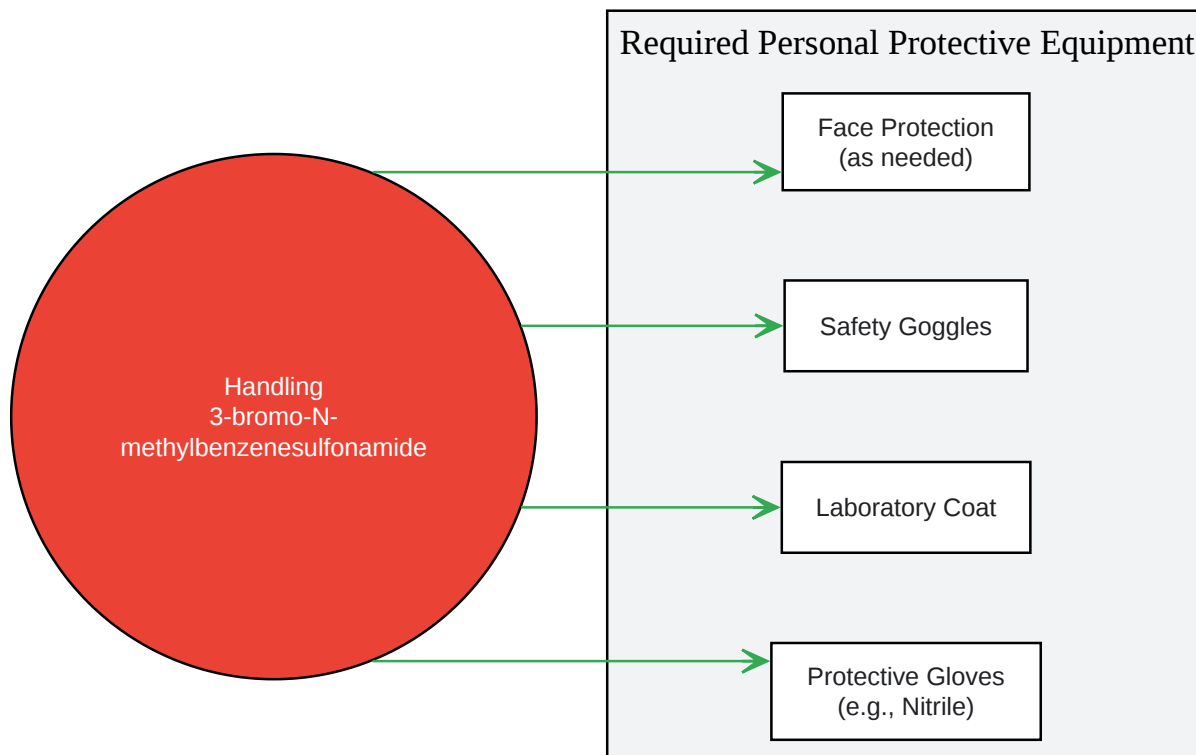 Required Personal Protective Equipment
Face Protection
(as needed)
Safety Goggles
Handling
3-bromo-N-
methylbenzenesulfonamide
Laboratory Coat
Protective Gloves
(e.g., Nitrile)